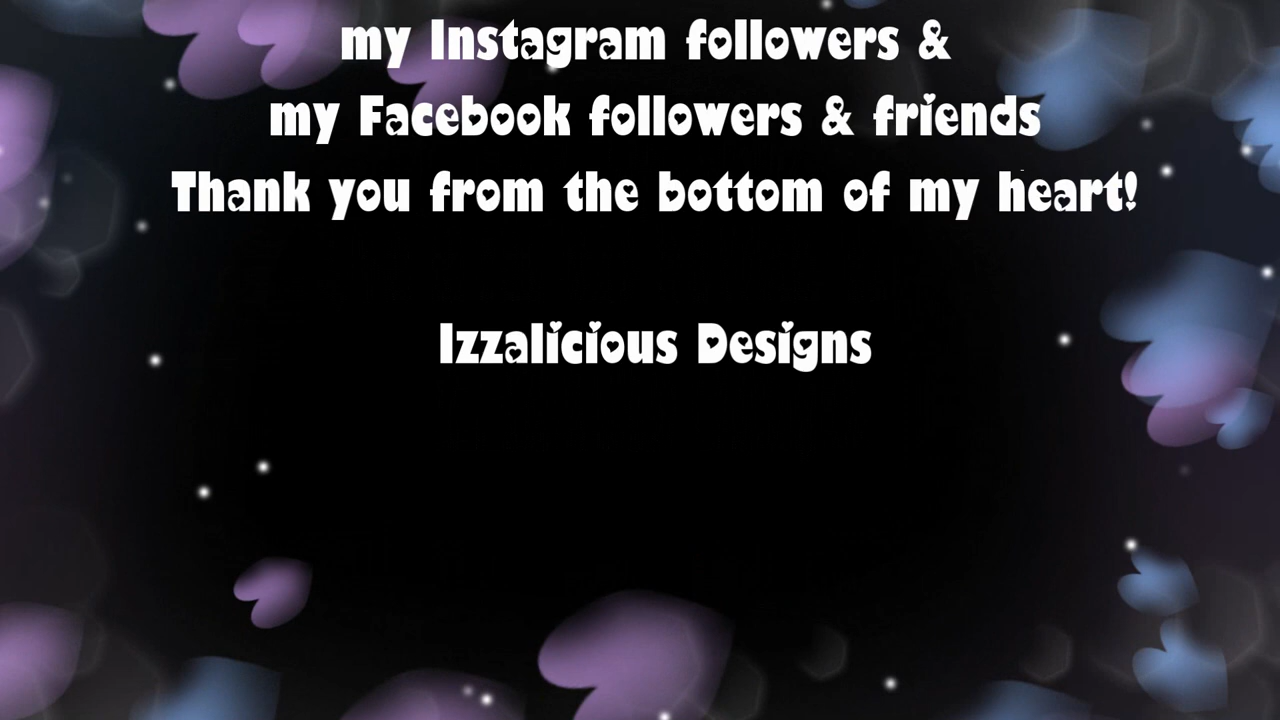 my Instagram followers &
my Facebook followers & friends
Thank you from the bottom of my heart!
Izzalicious Designs